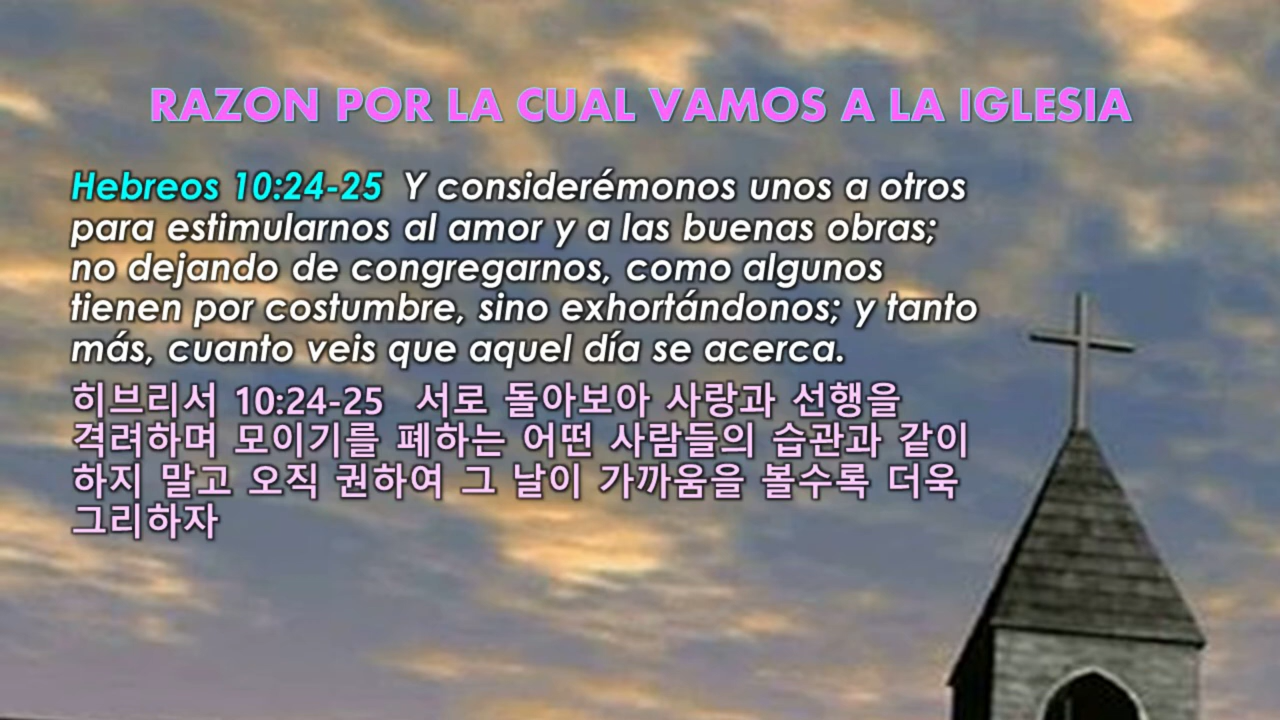 RAZON POR LA CUAL VAMOS A LA IGLESIA
Hebreos 10:24-25 Y considerémonos unos a otros
para estimularnos al amor y a las buenas obras;
no dejando de congregarnos, como algunos
tienen por costumbre, sino exhortándonos; y tanto
más, cuanto veis que aquel día se acerca.
히브리서 10:24-25 서로 돌아보아 사랑과 선행을
격려하며 모이기를 폐하는 어떤 사람들의 습관과 같이
하지 말고 오직 권하여 그 날이 가까움을 볼수록 더욱
그리하자